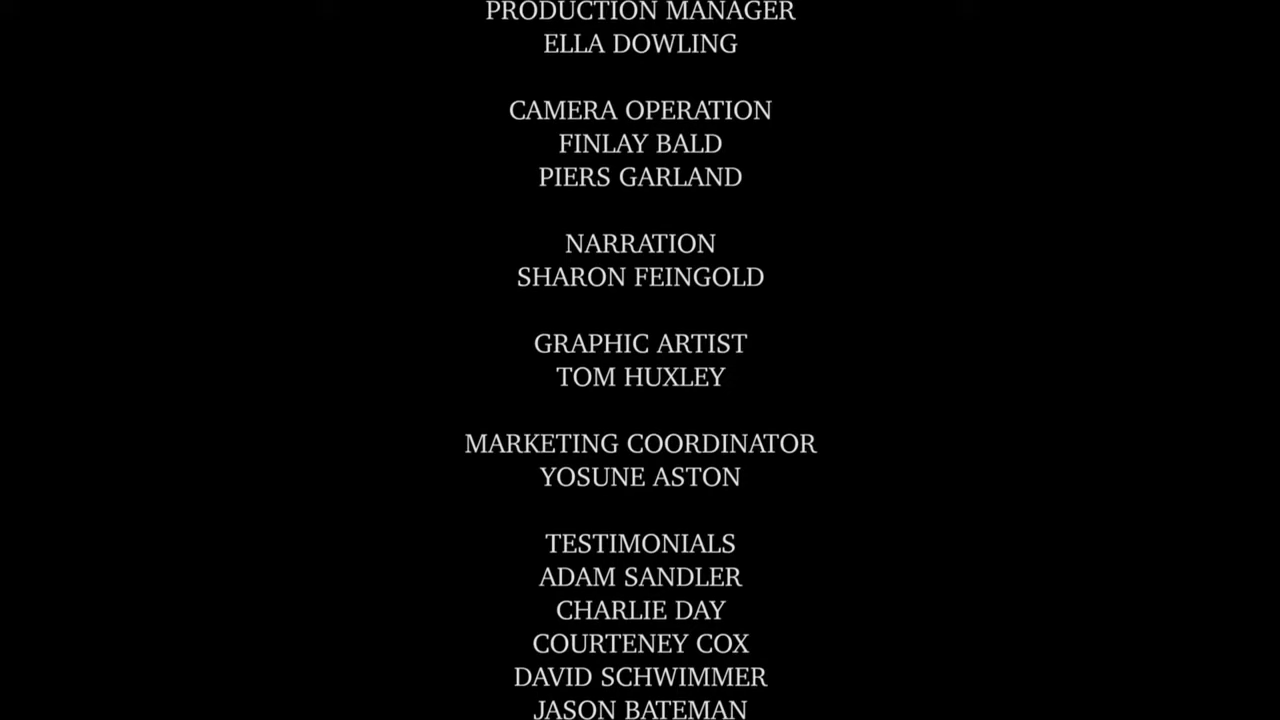 PRODUCTION MANAGER
ELLA DOWLING
CAMERA OPERATION
FINLAY BALD
PIERS GARLAND
NARRATION
SHARON FEINGOLD
GRAPHIC ARTIST
TOM HUXLEY
MARKETING COORDINATOR
YOSUNE ASTON
TESTIMONIALS
ADAM SANDLER
CHARLIE DAY
COURTENEY COX
DAVID SCHWIMMER
JASON BATEMAN